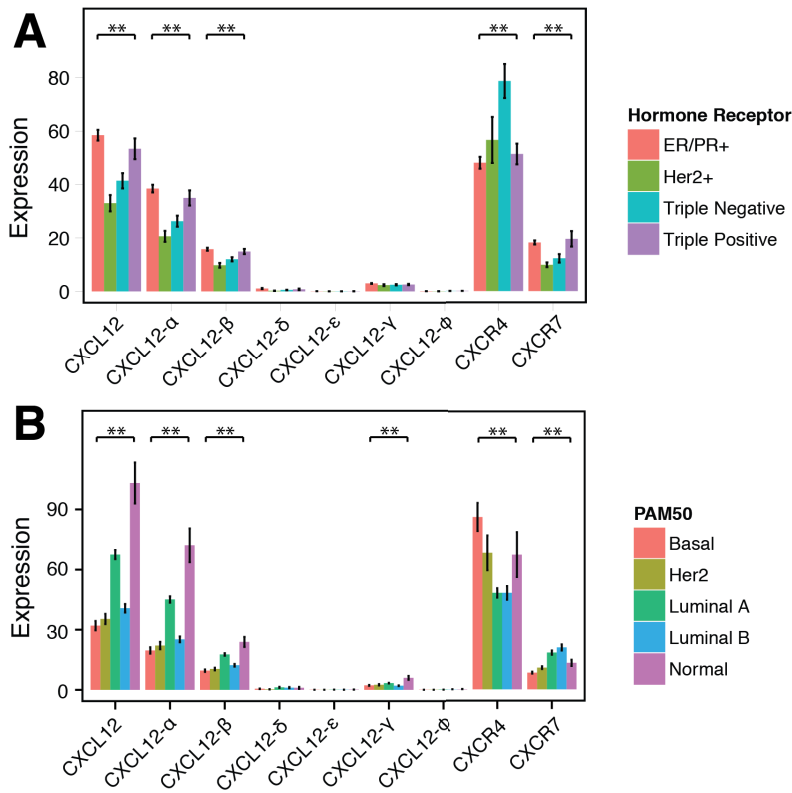 A
** ** ** ** **
Expression
80
60
40
20
0
CXCL12 CXCL12-α CXCL12-β CXCL12-δ CXCL12-ε CXCL12-γ CXCL12-φ CXCR4 CXCR7
Hormone Receptor
ER/PR+
Her2+
Triple Negative
Triple Positive
B
** ** ** ** ** **
Expression
90
60
30
0
CXCL12 CXCL12-α CXCL12-β CXCL12-δ CXCL12-ε CXCL12-γ CXCL12-φ CXCR4 CXCR7
PAM50
Basal
Her2
Luminal A
Luminal B
Normal